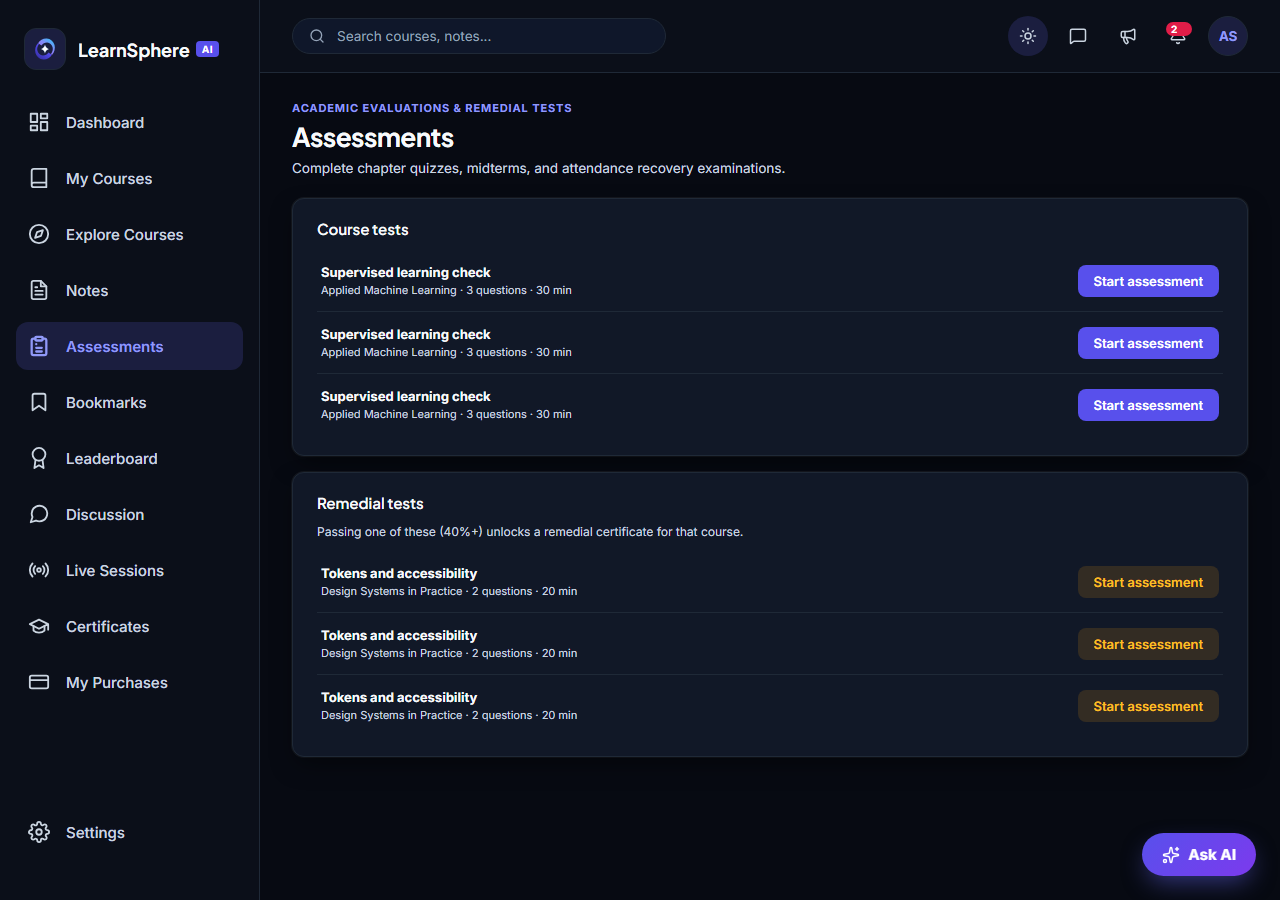 LearnSphere AI
Dashboard
My Courses
Explore Courses
Notes
Assessments
Bookmarks
Leaderboard
Discussion
Live Sessions
Certificates
My Purchases
Settings
Search courses, notes...
2
AS
ACADEMIC EVALUATIONS & REMEDIAL TESTS
Assessments
Complete chapter quizzes, midterms, and attendance recovery examinations.
Course tests
Supervised learning check
Applied Machine Learning · 3 questions · 30 min
Start assessment
Supervised learning check
Applied Machine Learning · 3 questions · 30 min
Start assessment
Supervised learning check
Applied Machine Learning · 3 questions · 30 min
Start assessment
Remedial tests
Passing one of these (40%+) unlocks a remedial certificate for that course.
Tokens and accessibility
Design Systems in Practice · 2 questions · 20 min
Start assessment
Tokens and accessibility
Design Systems in Practice · 2 questions · 20 min
Start assessment
Tokens and accessibility
Design Systems in Practice · 2 questions · 20 min
Start assessment
Ask AI